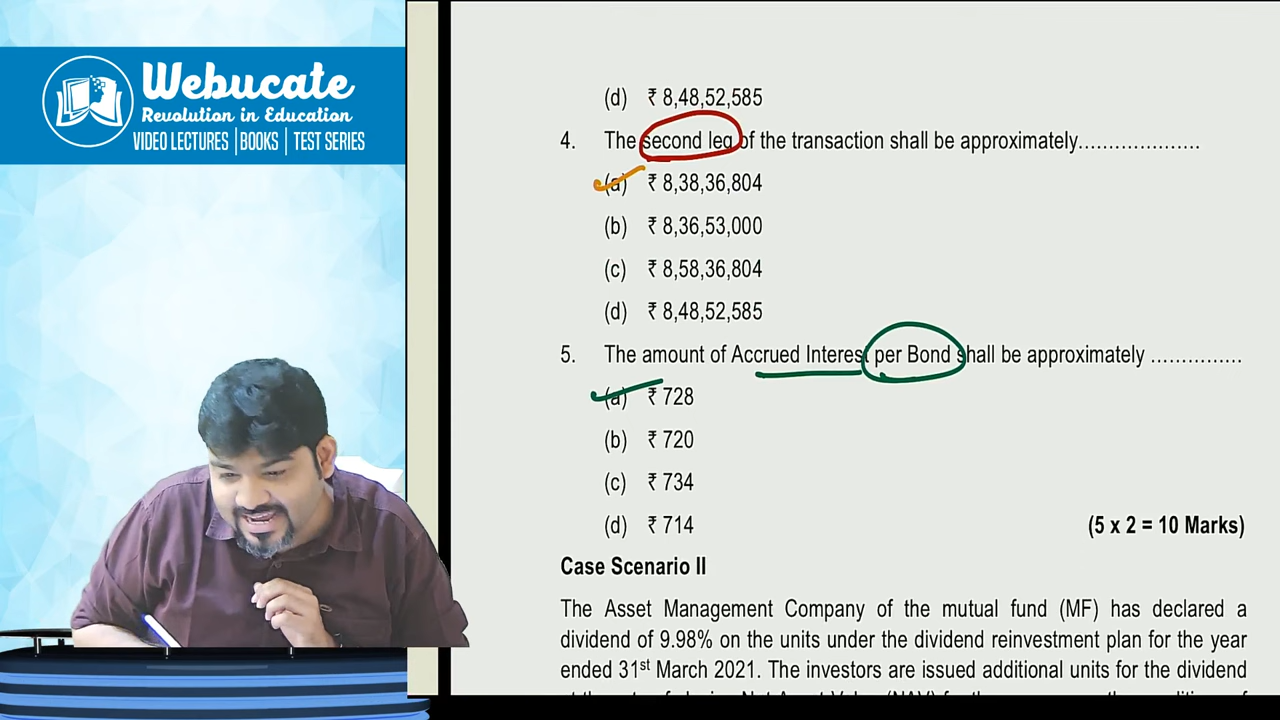 Webucate
Revolution in Education
VIDEO LECTURES | BOOKS | TEST SERIES
(d) ₹ 8,48,52,585
4. The second leg of the transaction shall be approximately....................
(a) ₹ 8,38,36,804
(b) ₹ 8,36,53,000
(c) ₹ 8,58,36,804
(d) ₹ 8,48,52,585
5. The amount of Accrued Interest per Bond shall be approximately ...............
(a) ₹ 728
(b) ₹ 720
(c) ₹ 734
(d) ₹ 714
(5 x 2 = 10 Marks)
Case Scenario II
The Asset Management Company of the mutual fund (MF) has declared a
dividend of 9.98% on the units under the dividend reinvestment plan for the year
ended 31st March 2021. The investors are issued additional units for the dividend